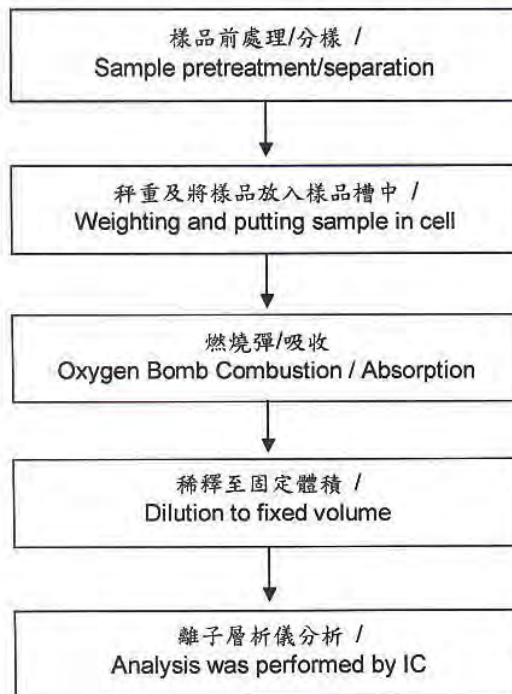 樣品前處理/分樣 /
Sample pretreatment/separation
秤重及將樣品放入樣品槽中 /
Weighting and putting sample in cell
燃燒彈/吸收
Oxygen Bomb Combustion / Absorption
稀釋至固定體積 /
Dilution to fixed volume
離子層析儀分析 /
Analysis was performed by IC